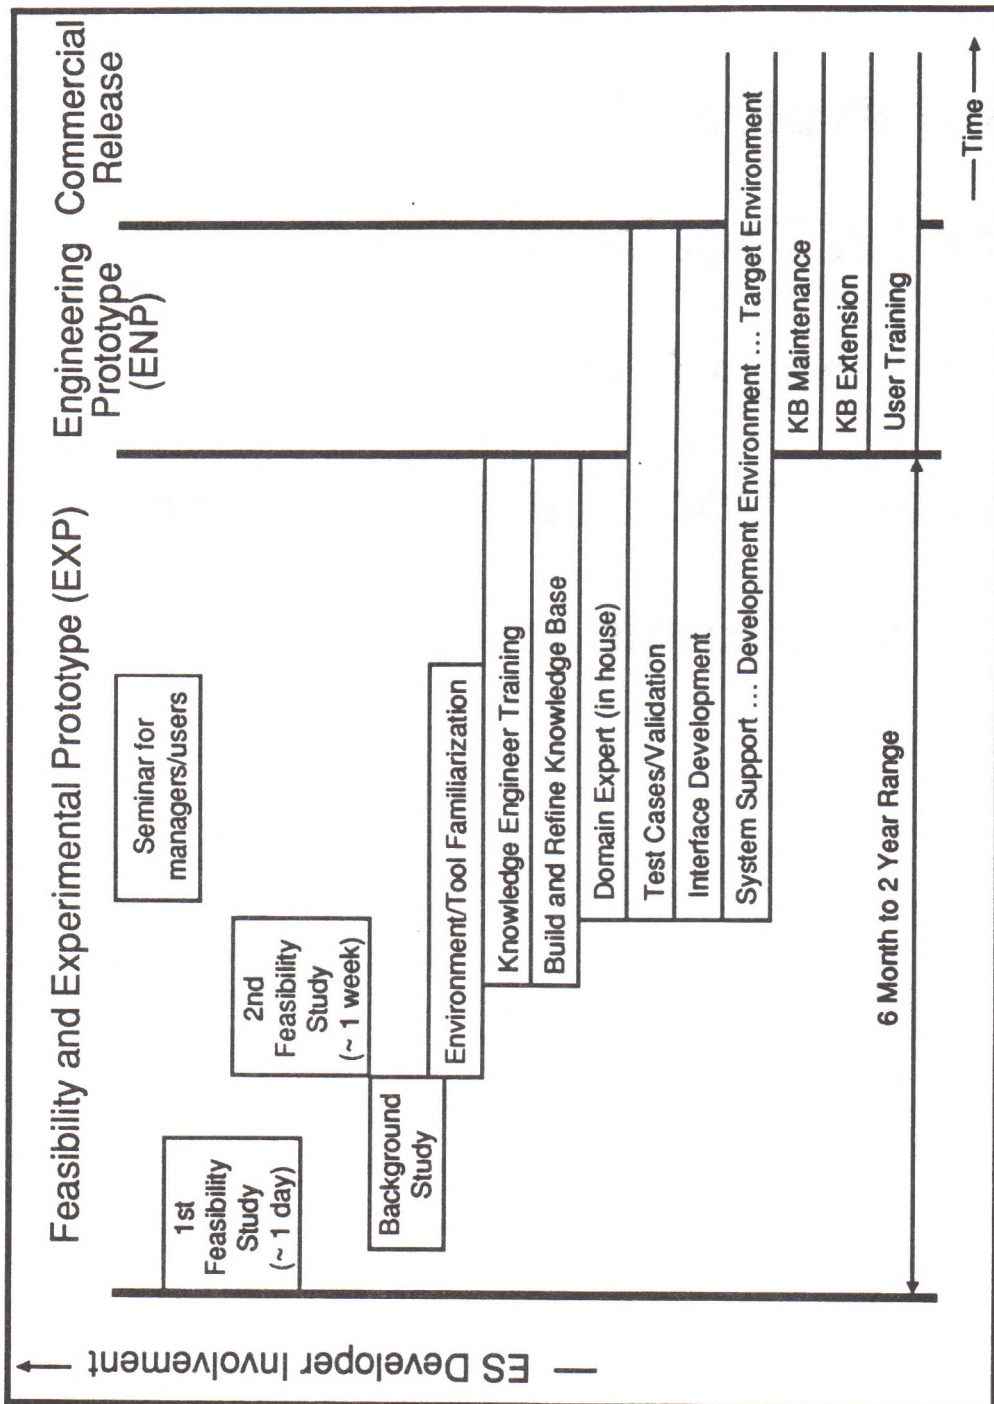 Feasibility and Experimental Prototype (EXP)
Engineering
Prototype
(ENP)
Commercial
Release
— ES Developer Involvement →
1st
Feasibility
Study
(~ 1 day)
2nd
Feasibility
Study
(~ 1 week)
Seminar for
managers/users
Background
Study
Environment/Tool Familiarization
Knowledge Engineer Training
Build and Refine Knowledge Base
Domain Expert (in house)
Test Cases/Validation
Interface Development
System Support ... Development Environment ... Target Environment
KB Maintenance
KB Extension
User Training
6 Month to 2 Year Range
—Time→